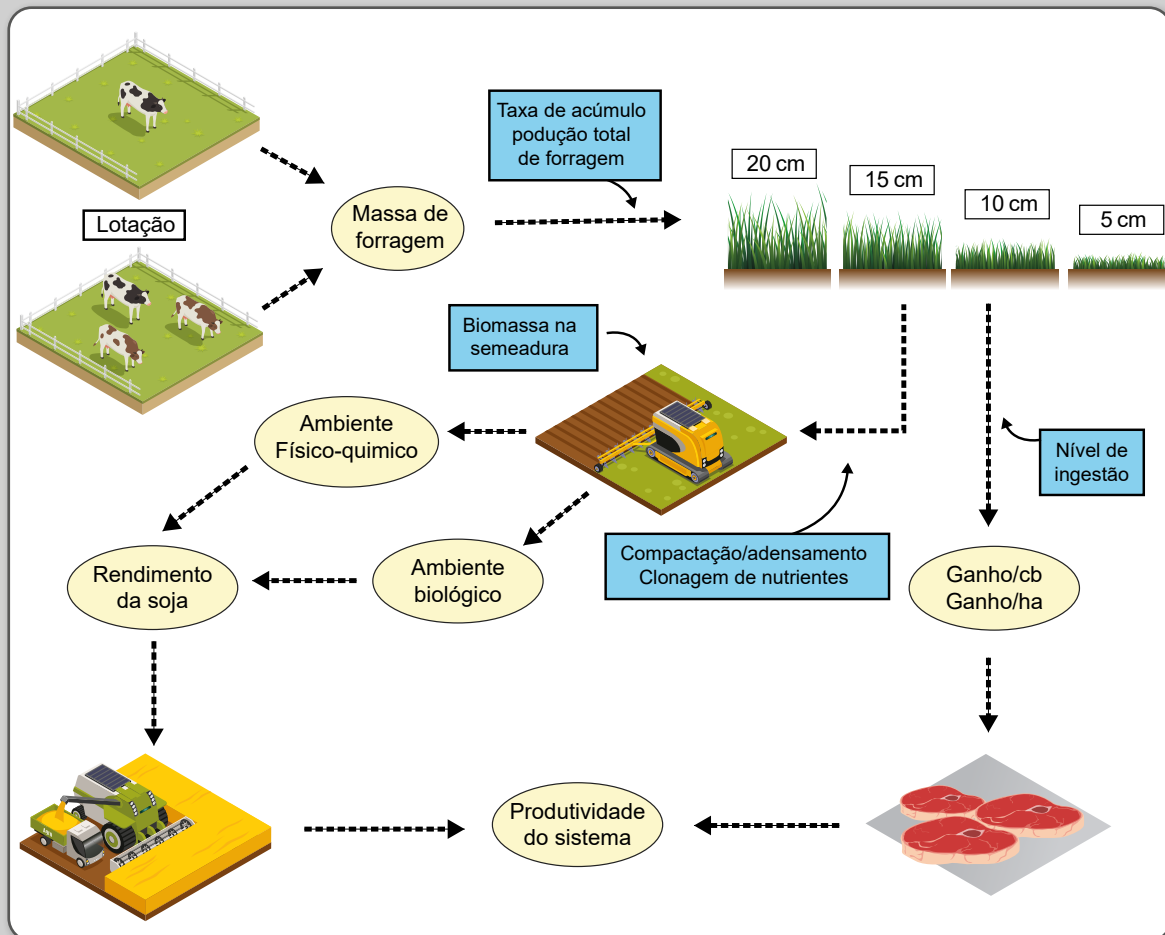 Taxa de acúmulo
podução total
de forragem
20 cm
15 cm
10 cm
5 cm
Lotação
Massa de
forragem
Biomassa na
semeadura
Ambiente
Físico-quimico
Nível de
ingestão
Compactação/adensamento
Clonagem de nutrientes
Rendimento
da soja
Ambiente
biológico
Ganho/cb
Ganho/ha
Produtividade
do sistema